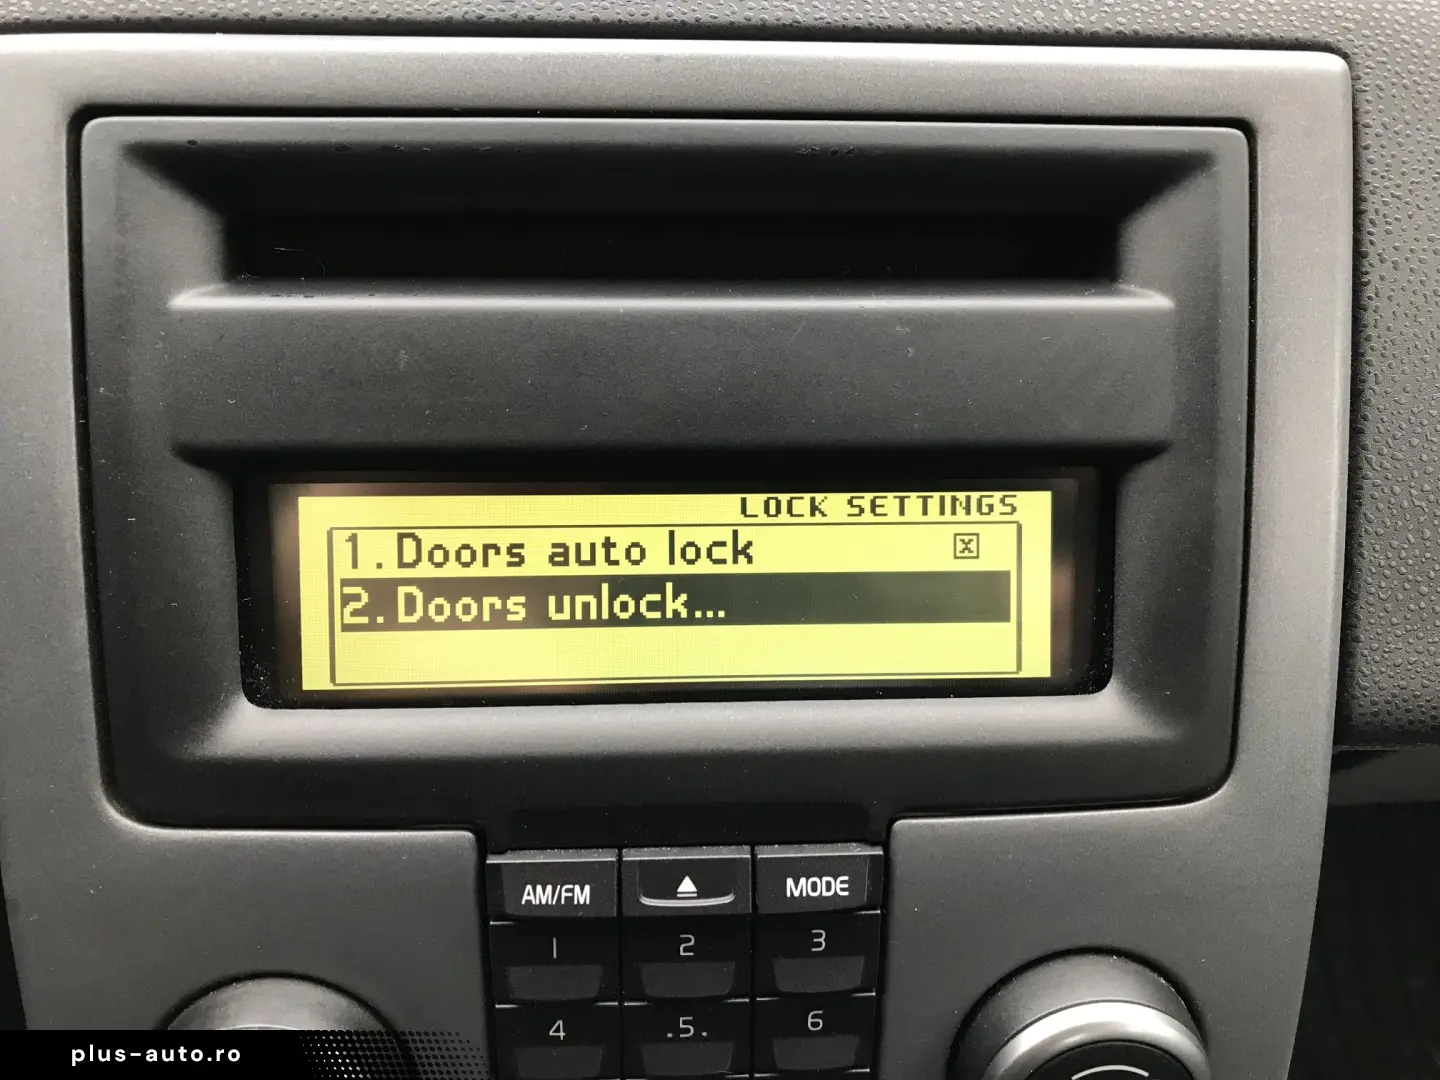 LOCK SETTINGS
1. Doors auto lock
2. Doors unlock...
AM/FM
MODE
1 2 3
4 .5. 6
plus-auto.ro